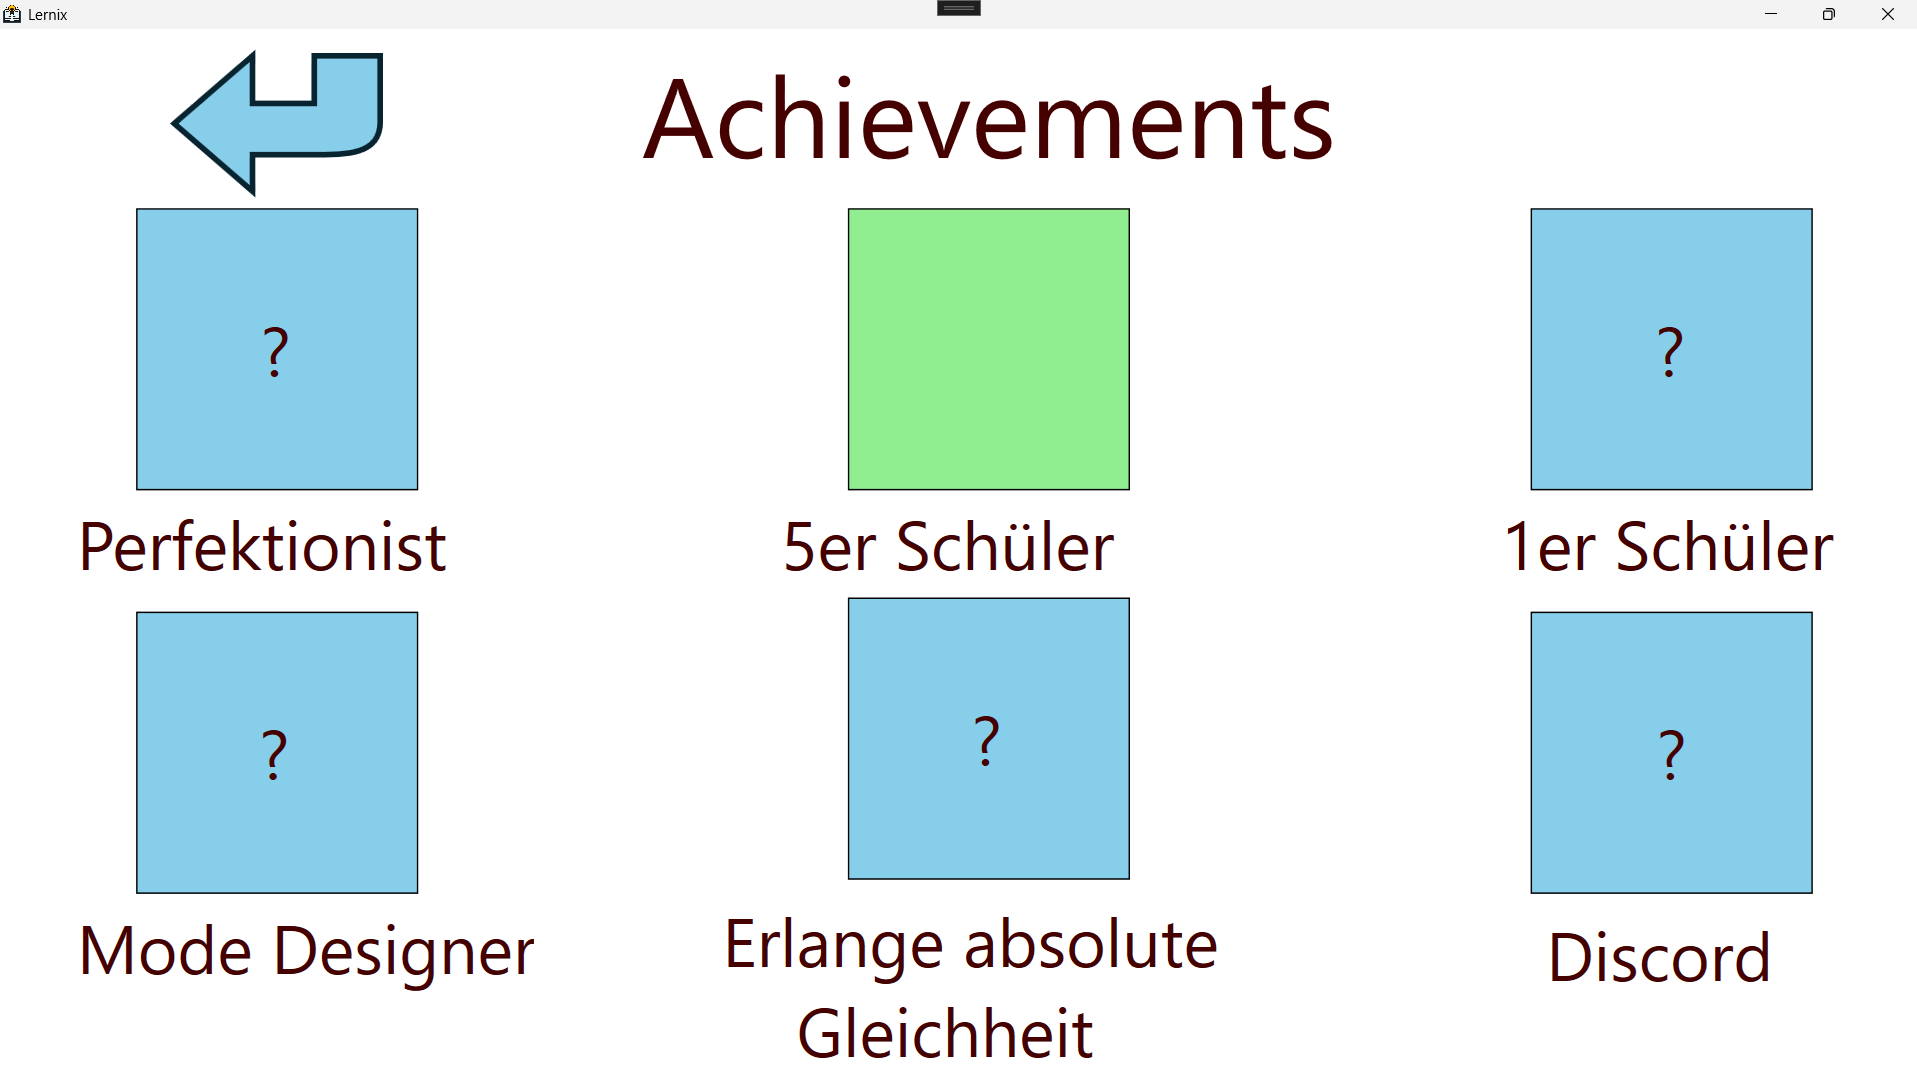 Lernix
Achievements
? ?
Perfektionist 5er Schüler 1er Schüler
? ? ?
Mode Designer Erlange absolute Discord
Gleichheit